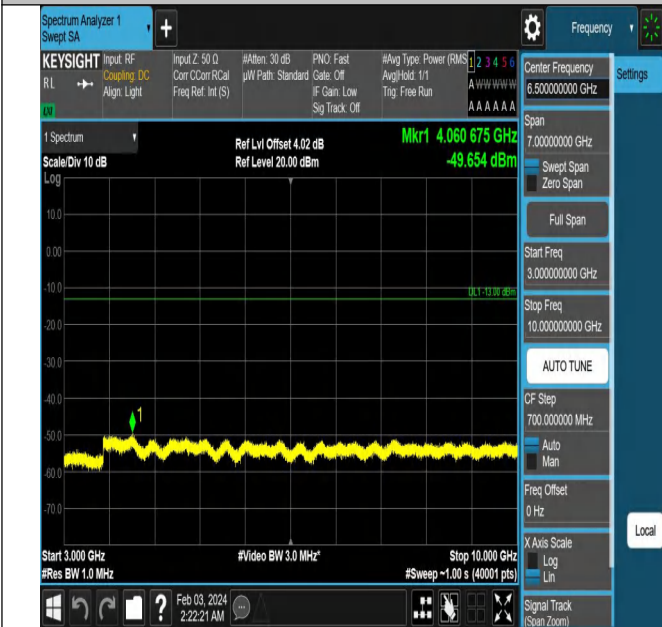 Spectrum Analyzer 1
Swept SA
+
Frequency
KEYSIGHT
RL
Input: RF
Coupling: DC
Align: Light
Input Z: 50 Ω
Corr CCorr RCal
Freq Ref: Int (S)
#Atten: 30 dB
µW Path: Standard
PNO: Fast
Gate: Off
IF Gain: Low
Sig Track: Off
#Avg Type: Power (RMS
Avg|Hold: 1/1
Trig: Free Run
1 2 3 4 5 6
A W W W W W
A A A A A A
1 Spectrum
Scale/Div 10 dB
Log
Ref Lvl Offset 4.02 dB
Ref Level 20.00 dBm
Mkr1 4.060 675 GHz
-49.654 dBm
10.0
0.00
-10.0
DL1 -13.00 dBm
-20.0
-30.0
-40.0
1
-50.0
-60.0
-70.0
Start 3.000 GHz
#Res BW 1.0 MHz
#Video BW 3.0 MHz*
Stop 10.000 GHz
#Sweep ~1.00 s (40001 pts)
?
Feb 03, 2024
2:22:21 AM
Center Frequency
6.500000000 GHz
Settings
Span
7.00000000 GHz
Swept Span
Zero Span
Full Span
Start Freq
3.000000000 GHz
Stop Freq
10.000000000 GHz
AUTO TUNE
CF Step
700.000000 MHz
Auto
Man
Freq Offset
0 Hz
Local
X Axis Scale
Log
Lin
Signal Track
(Span Zoom)